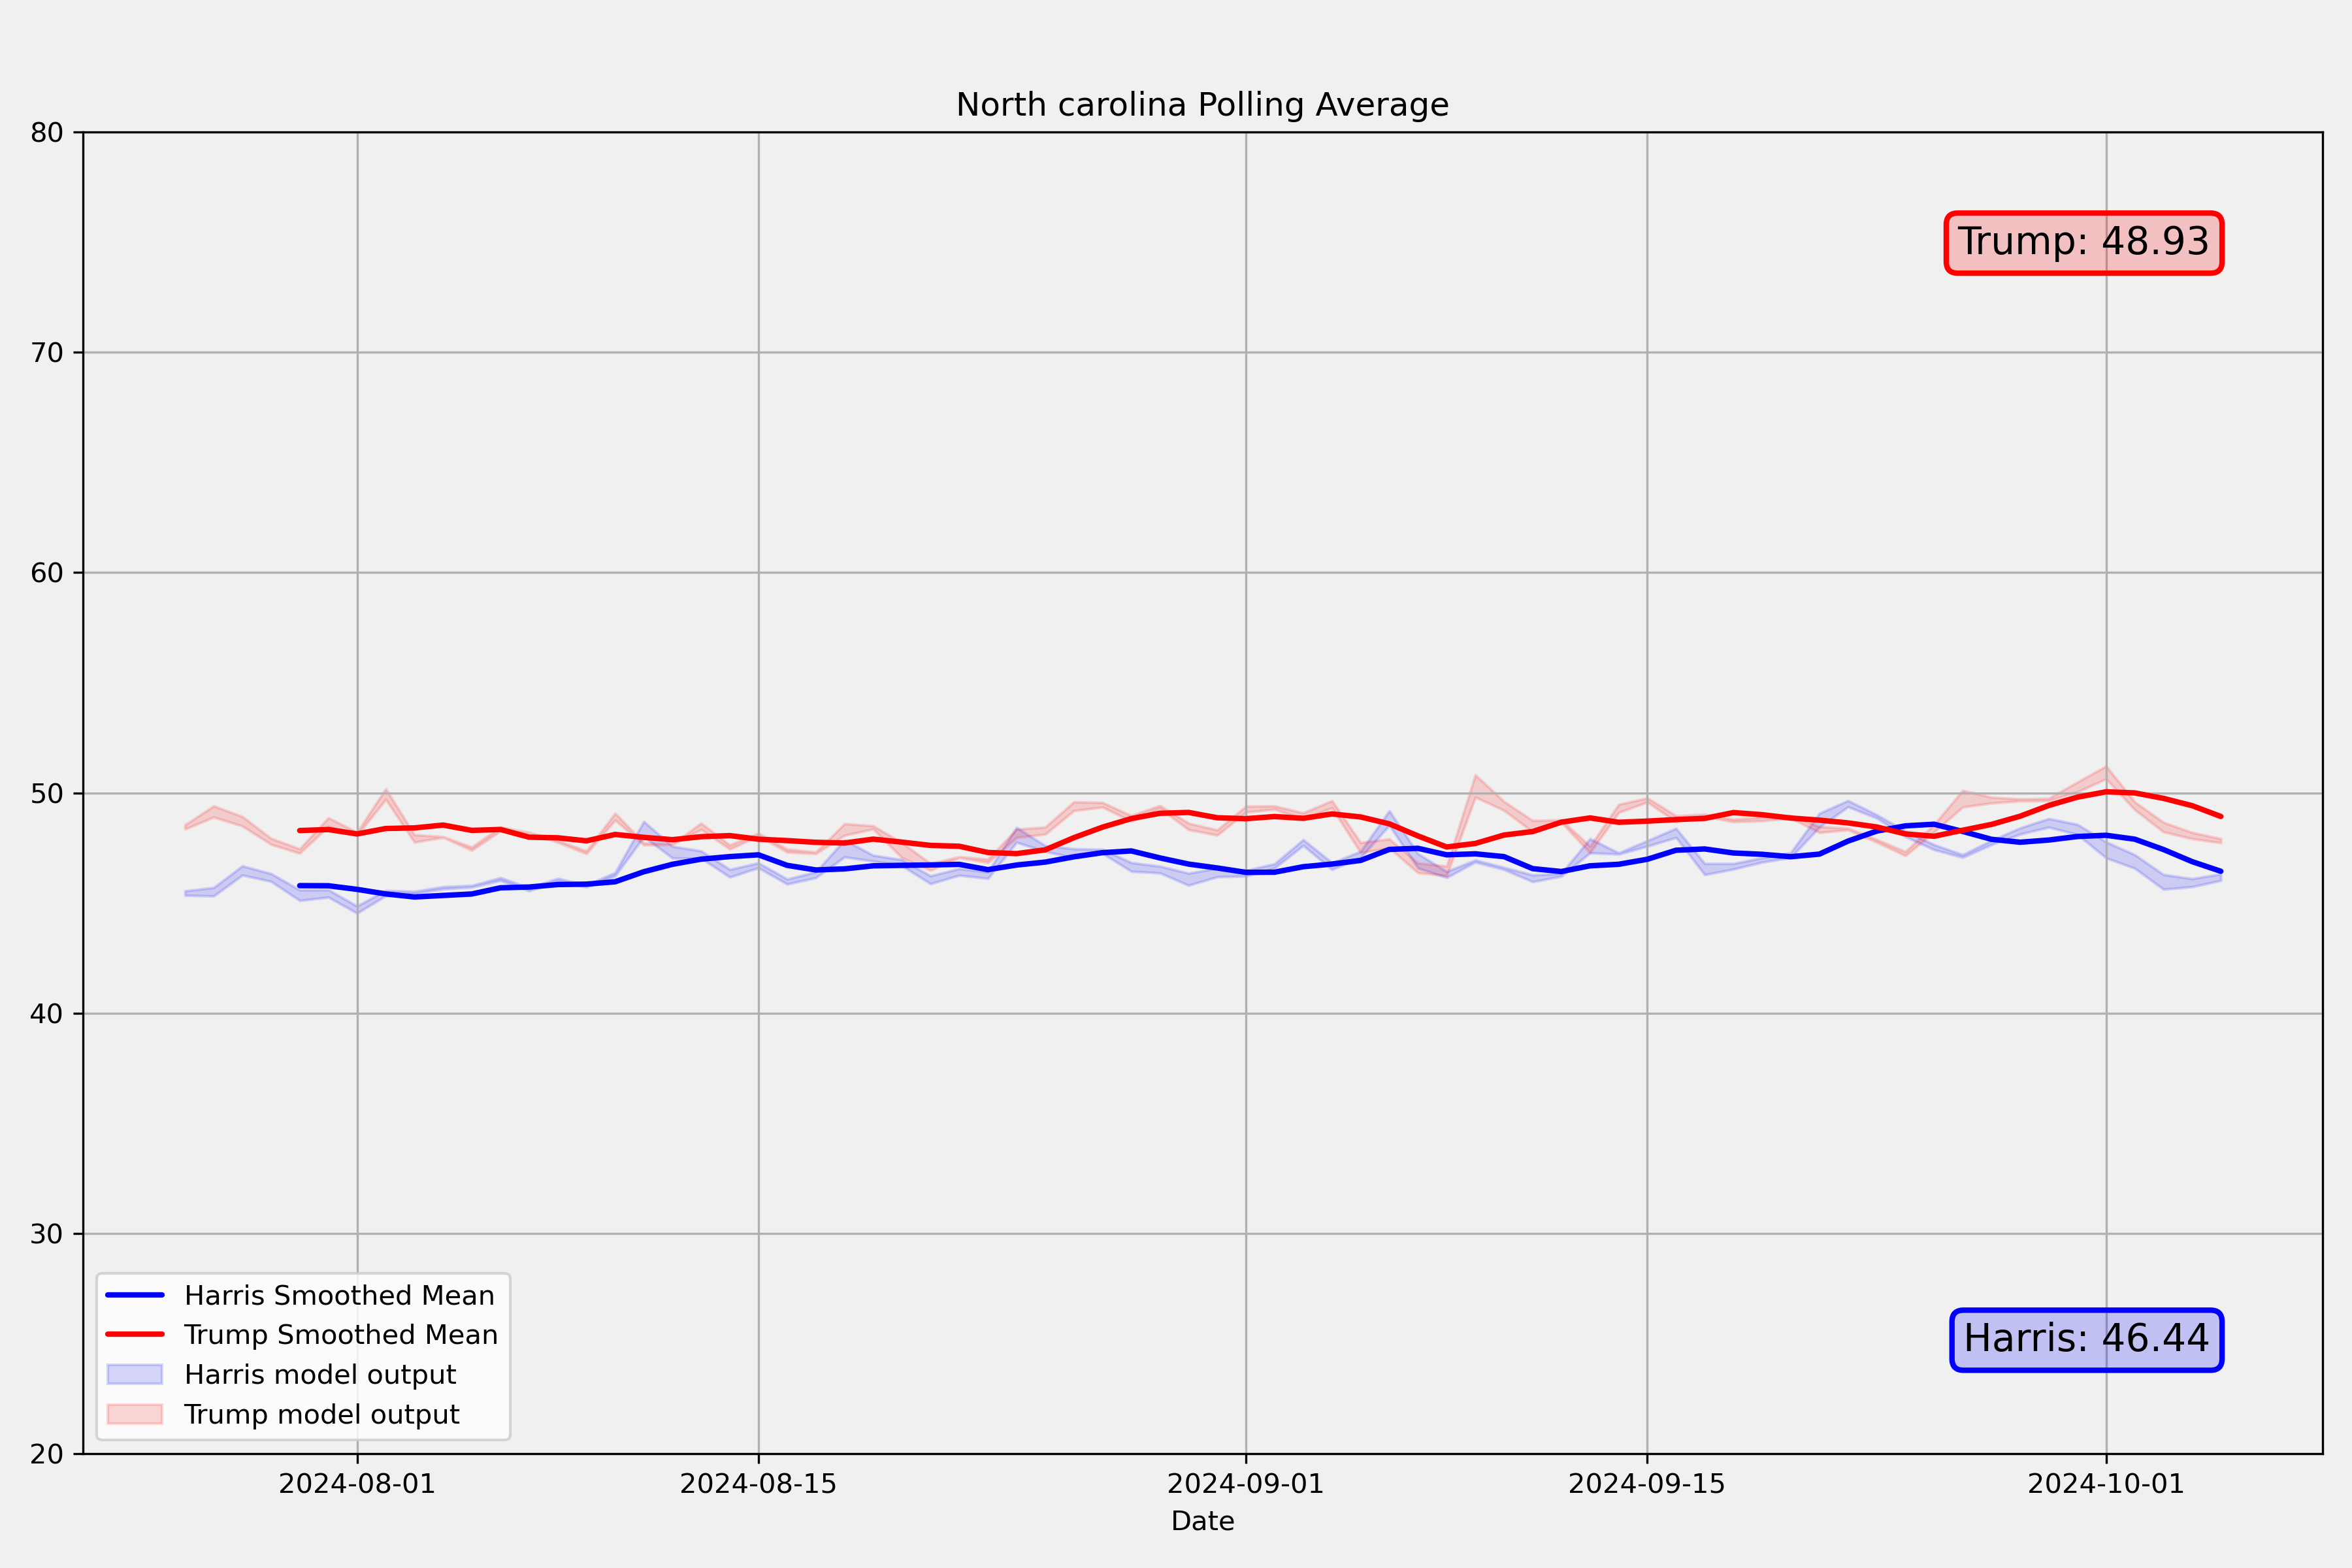 North carolina Polling Average
80
70
60
50
40
30
20
Trump: 48.93
Harris: 46.44
Harris Smoothed Mean
Trump Smoothed Mean
Harris model output
Trump model output
2024-08-01
2024-08-15
2024-09-01
2024-09-15
2024-10-01
Date